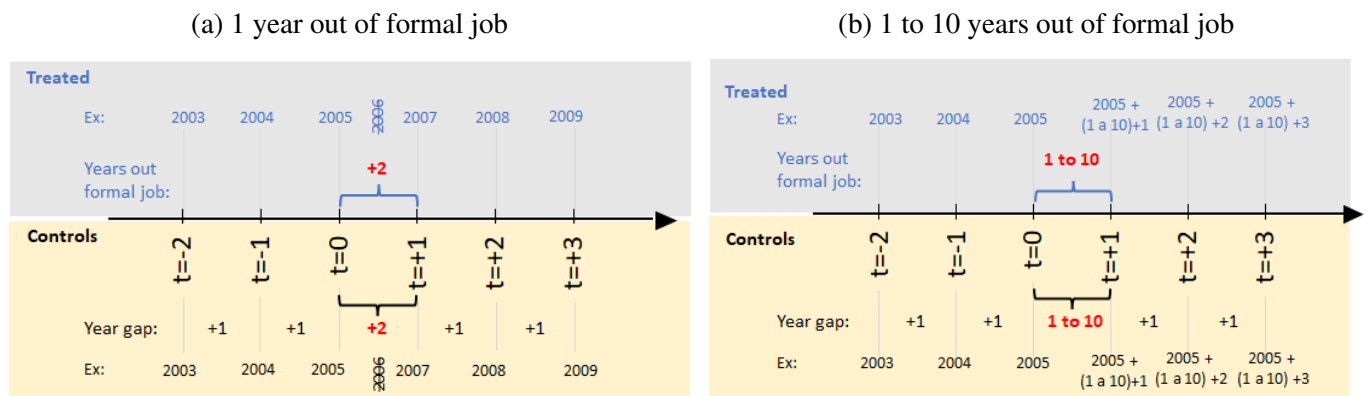 (a) 1 year out of formal job
Treated
Ex: 2003 2004 2005 2006 2007 2008 2009
Years out
formal job:
+2
Controls
t=-2 t=-1 t=0 t=+1 t=+2 t=+3
Year gap: +1 +1 +2 +1 +1
Ex: 2003 2004 2005 2006 2007 2008 2009
(b) 1 to 10 years out of formal job
Treated
Ex: 2003 2004 2005
2005 + 2005 + 2005 +
(1 a 10)+1 (1 a 10) +2 (1 a 10) +3
Years out
formal job:
1 to 10
Controls
t=-2 t=-1 t=0 t=+1 t=+2 t=+3
Year gap: +1 +1 1 to 10 +1 +1
Ex: 2003 2004 2005
2005 + 2005 + 2005 +
(1 a 10)+1 (1 a 10) +2 (1 a 10) +3